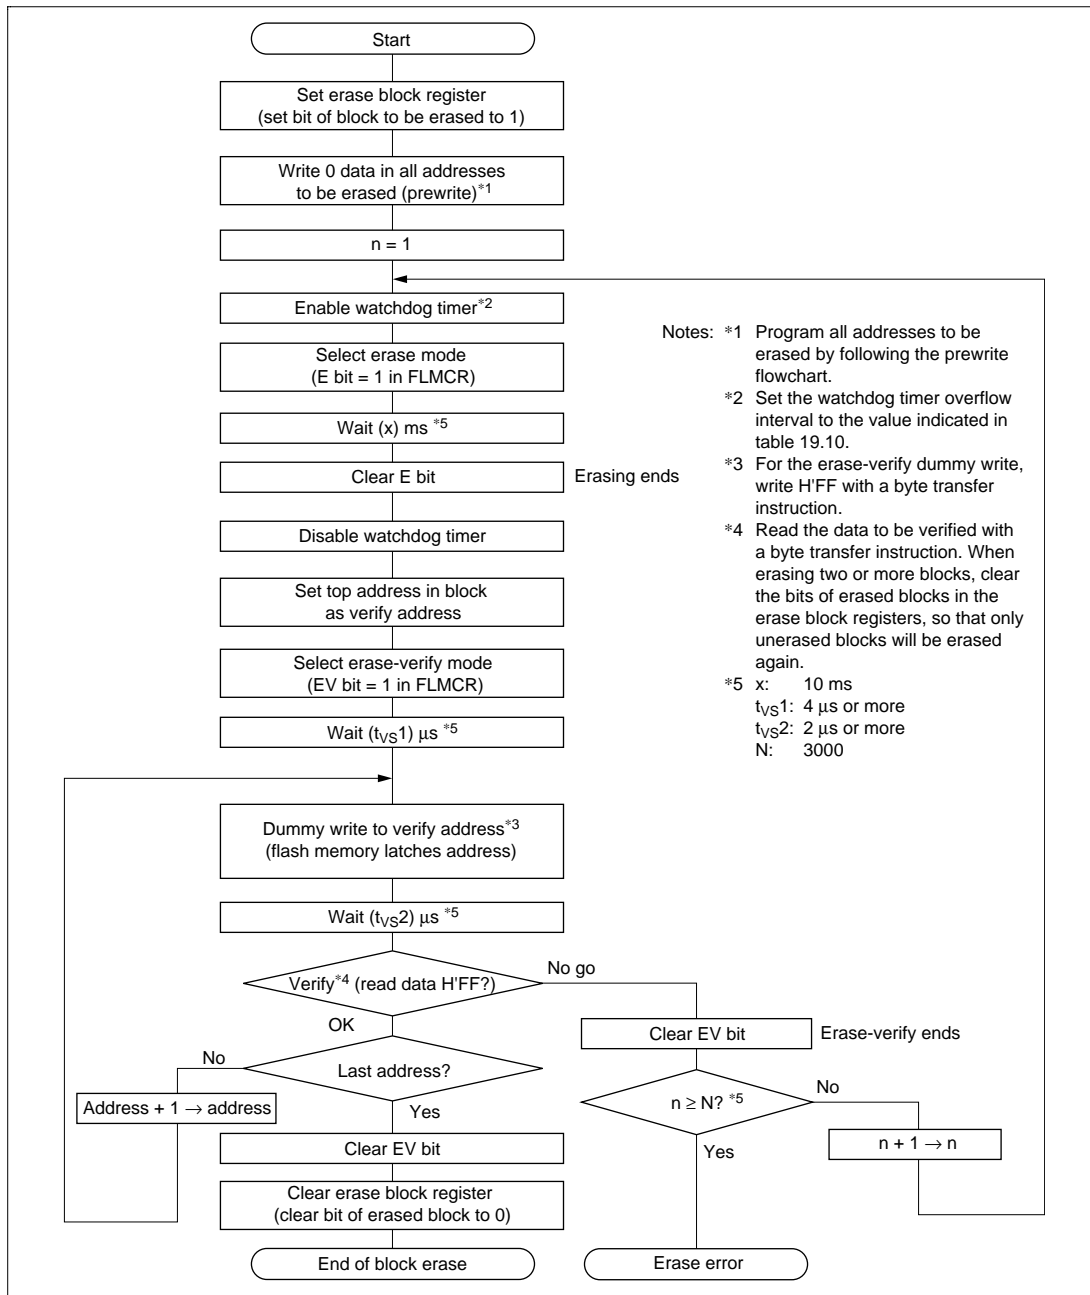 Start
Set erase block register
(set bit of block to be erased to 1)
Write 0 data in all addresses
to be erased (prewrite)*1
n = 1
Enable watchdog timer*2
Select erase mode
(E bit = 1 in FLMCR)
Wait (x) ms *5
Clear E bit
Erasing ends
Disable watchdog timer
Set top address in block
as verify address
Select erase-verify mode
(EV bit = 1 in FLMCR)
Wait (tVS1) μs *5
Dummy write to verify address*3
(flash memory latches address)
Wait (tVS2) μs *5
Verify*4 (read data H'FF?)
No go
OK
Clear EV bit
Erase-verify ends
Last address?
No
Address + 1 → address
Yes
n ≥ N? *5
No
n + 1 → n
Yes
Clear EV bit
Clear erase block register
(clear bit of erased block to 0)
End of block erase
Erase error
Notes: *1 Program all addresses to be
erased by following the prewrite
flowchart.
*2 Set the watchdog timer overflow
interval to the value indicated in
table 19.10.
*3 For the erase-verify dummy write,
write H'FF with a byte transfer
instruction.
*4 Read the data to be verified with
a byte transfer instruction. When
erasing two or more blocks, clear
the bits of erased blocks in the
erase block registers, so that only
unerased blocks will be erased
again.
*5 x: 10 ms
tVS1: 4 μs or more
tVS2: 2 μs or more
N: 3000